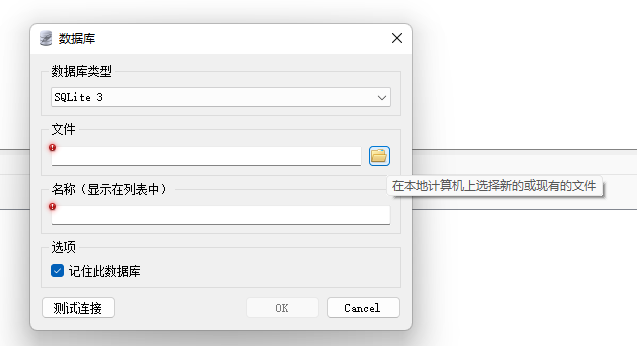 数据库
数据库类型
SQLite 3
文件
在本地计算机上选择新的或现有的文件
名称（显示在列表中）
选项
记住此数据库
测试连接
OK
Cancel